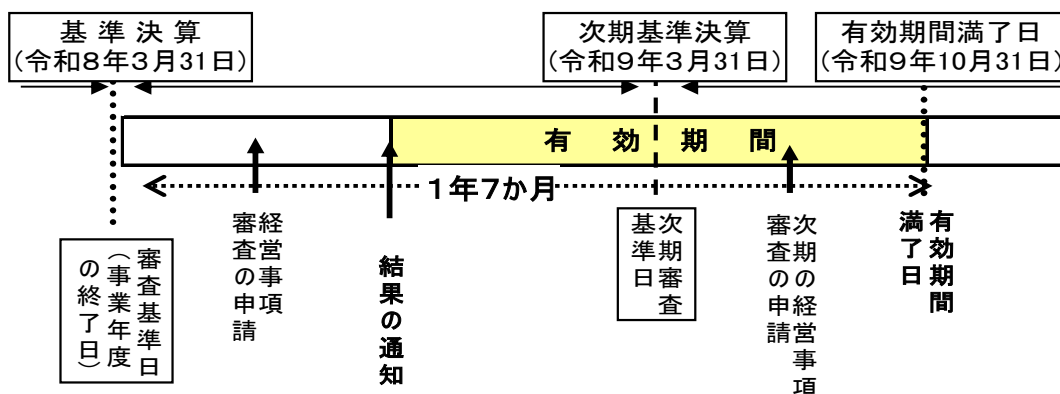 基準決算
(令和8年3月31日)
次期基準決算
(令和9年3月31日)
有効期間満了日
(令和9年10月31日)
有効期間
1年7か月
審査基準日
(事業年度
の終了日)
経営事項
審査の申請
結果の通知
次期審査
基準日
次期の経営事項
審査の申請
有効期間
満了日